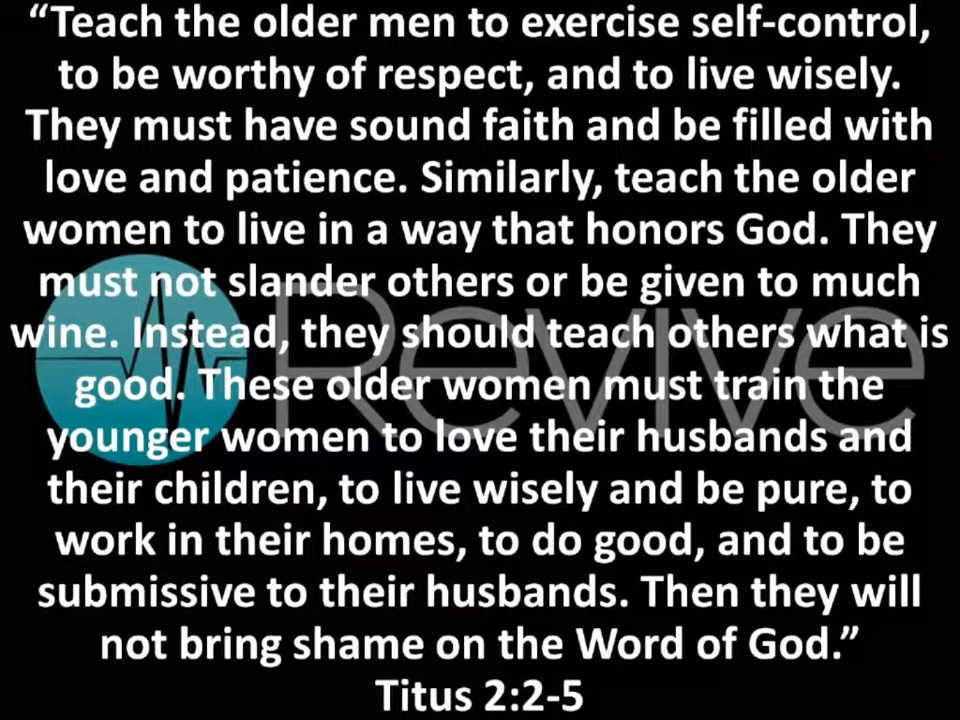 “Teach the older men to exercise self-control,
to be worthy of respect, and to live wisely.
They must have sound faith and be filled with
love and patience. Similarly, teach the older
women to live in a way that honors God. They
must not slander others or be given to much
wine. Instead, they should teach others what is
good. These older women must train the
younger women to love their husbands and
their children, to live wisely and be pure, to
work in their homes, to do good, and to be
submissive to their husbands. Then they will
not bring shame on the Word of God.”
Titus 2:2-5
Revive